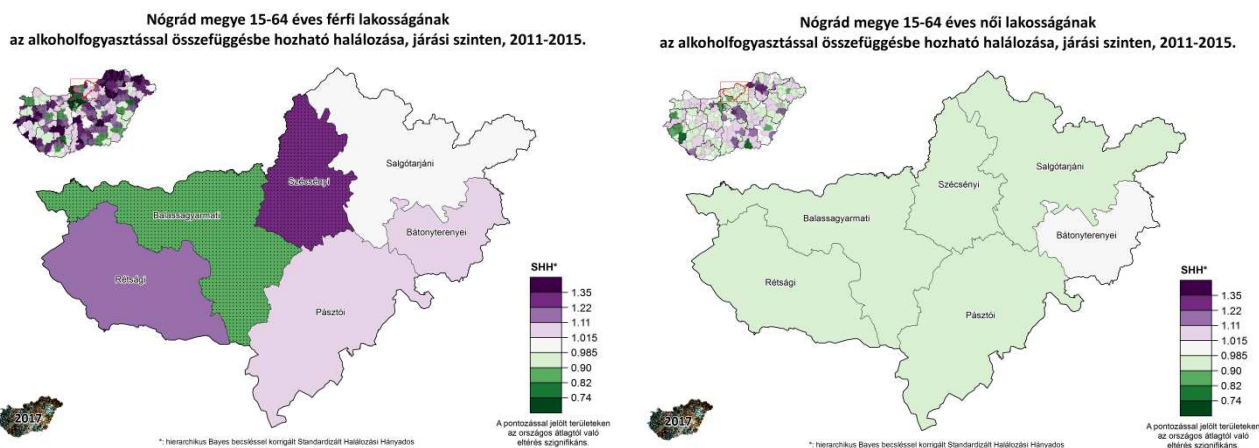 Nógrád megye 15-64 éves férfi lakosságának
az alkoholfogyasztással összefüggésbe hozható halálozása, járási szinten, 2011-2015.
Salgótarjáni
Szécsényi
Balassagyarmati
Bátonyterenyei
Rétsági
Pásztói
SHH*
1.35
1.22
1.11
1.015
0.985
0.90
0.82
0.74
2017
A pontozással jelölt területeken
az országos átlagtól való
eltérés szignifikáns.
*: hierarchikus Bayes becsléssel korrigált Standardizált Halálozási Hányados
Nógrád megye 15-64 éves női lakosságának
az alkoholfogyasztással összefüggésbe hozható halálozása, járási szinten, 2011-2015.
Salgótarjáni
Szécsényi
Balassagyarmati
Bátonyterenyei
Rétsági
Pásztói
SHH*
1.35
1.22
1.11
1.015
0.985
0.90
0.82
0.74
2017
A pontozással jelölt területeken
az országos átlagtól való
eltérés szignifikáns.
*: hierarchikus Bayes becsléssel korrigált Standardizált Halálozási Hányados